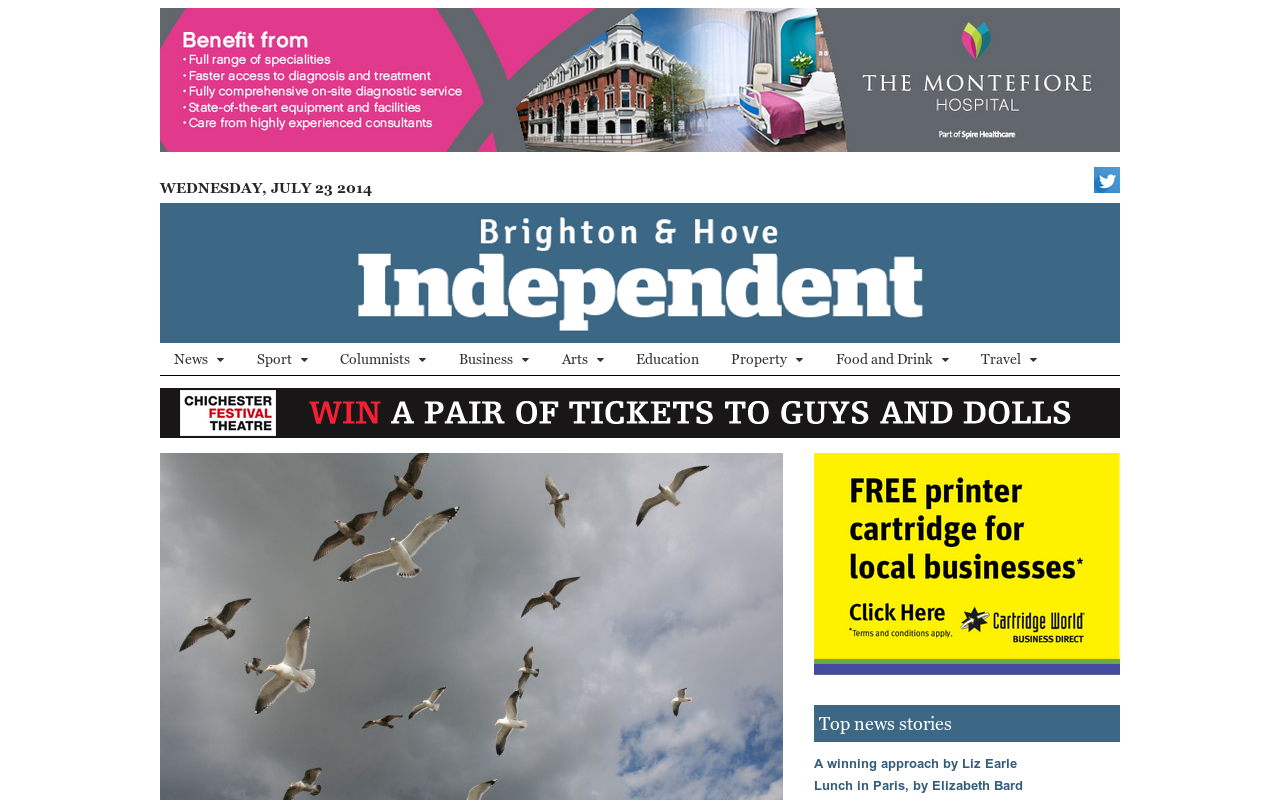 Benefit from
• Full range of specialities
• Faster access to diagnosis and treatment
• Fully comprehensive on-site diagnostic service
• State-of-the-art equipment and facilities
• Care from highly experienced consultants
THE MONTEFIORE
HOSPITAL
Part of Spire Healthcare
WEDNESDAY, JULY 23 2014
Brighton & Hove
Independent
News Sport Columnists Business Arts Education Property Food and Drink Travel
CHICHESTER
FESTIVAL
THEATRE
WIN A PAIR OF TICKETS TO GUYS AND DOLLS
FREE printer
cartridge for
local businesses*
Click Here
*Terms and conditions apply.
Cartridge World
BUSINESS DIRECT
Top news stories
A winning approach by Liz Earle
Lunch in Paris, by Elizabeth Bard